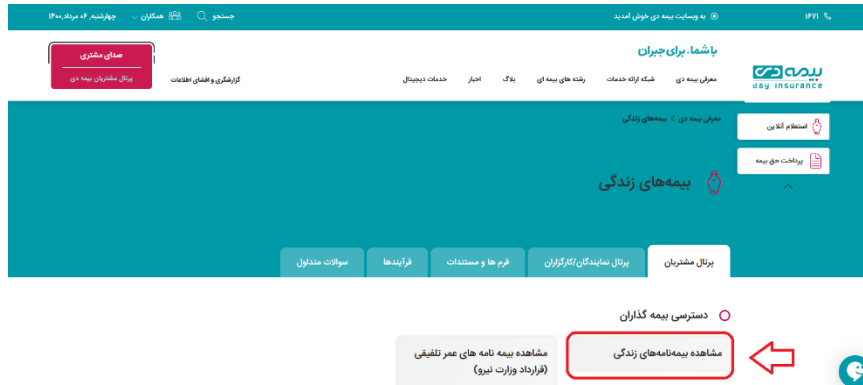 ۱۶۷۱
به وبسایت بیمه دی خوش آمدید
جستجو
همکاران
چهارشنبه, ۰۶ مرداد,۱۴۰۰
بیمه دی
day insurance
باشما، برای جبران
معرفی بیمه دی
شبکه ارائه خدمات
رشته های بیمه ای
بلاگ
اخبار
خدمات دیجیتال
گزارشگری و افشای اطلاعات
صدای مشتری
پرتال مشتریان بیمه دی
استعلام آنلاین
پرداخت حق بیمه
معرفی بیمه دی > بیمه‌های زندگی
بیمه‌های زندگی
پرتال مشتریان
پرتال نمایندگان/کارگزاران
فرم ها و مستندات
فرآیندها
سوالات متداول
دسترسی بیمه گذاران
مشاهده بیمه‌نامه‌های زندگی
مشاهده بیمه نامه های عمر تلفیقی
(قرارداد وزارت نیرو)